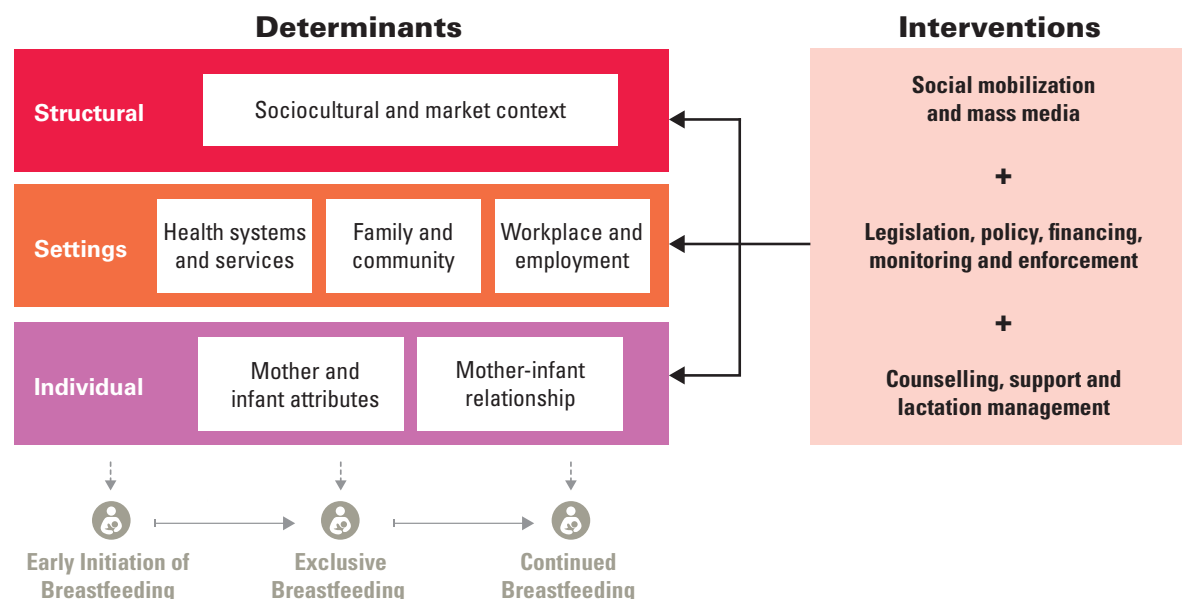 Determinants
Interventions
Structural
Sociocultural and market context
Settings
Health systems
and services
Family and
community
Workplace and
employment
Individual
Mother and
infant attributes
Mother-infant
relationship
Social mobilization
and mass media
+
Legislation, policy, financing,
monitoring and enforcement
+
Counselling, support and
lactation management
Early Initiation of
Breastfeeding
Exclusive
Breastfeeding
Continued
Breastfeeding